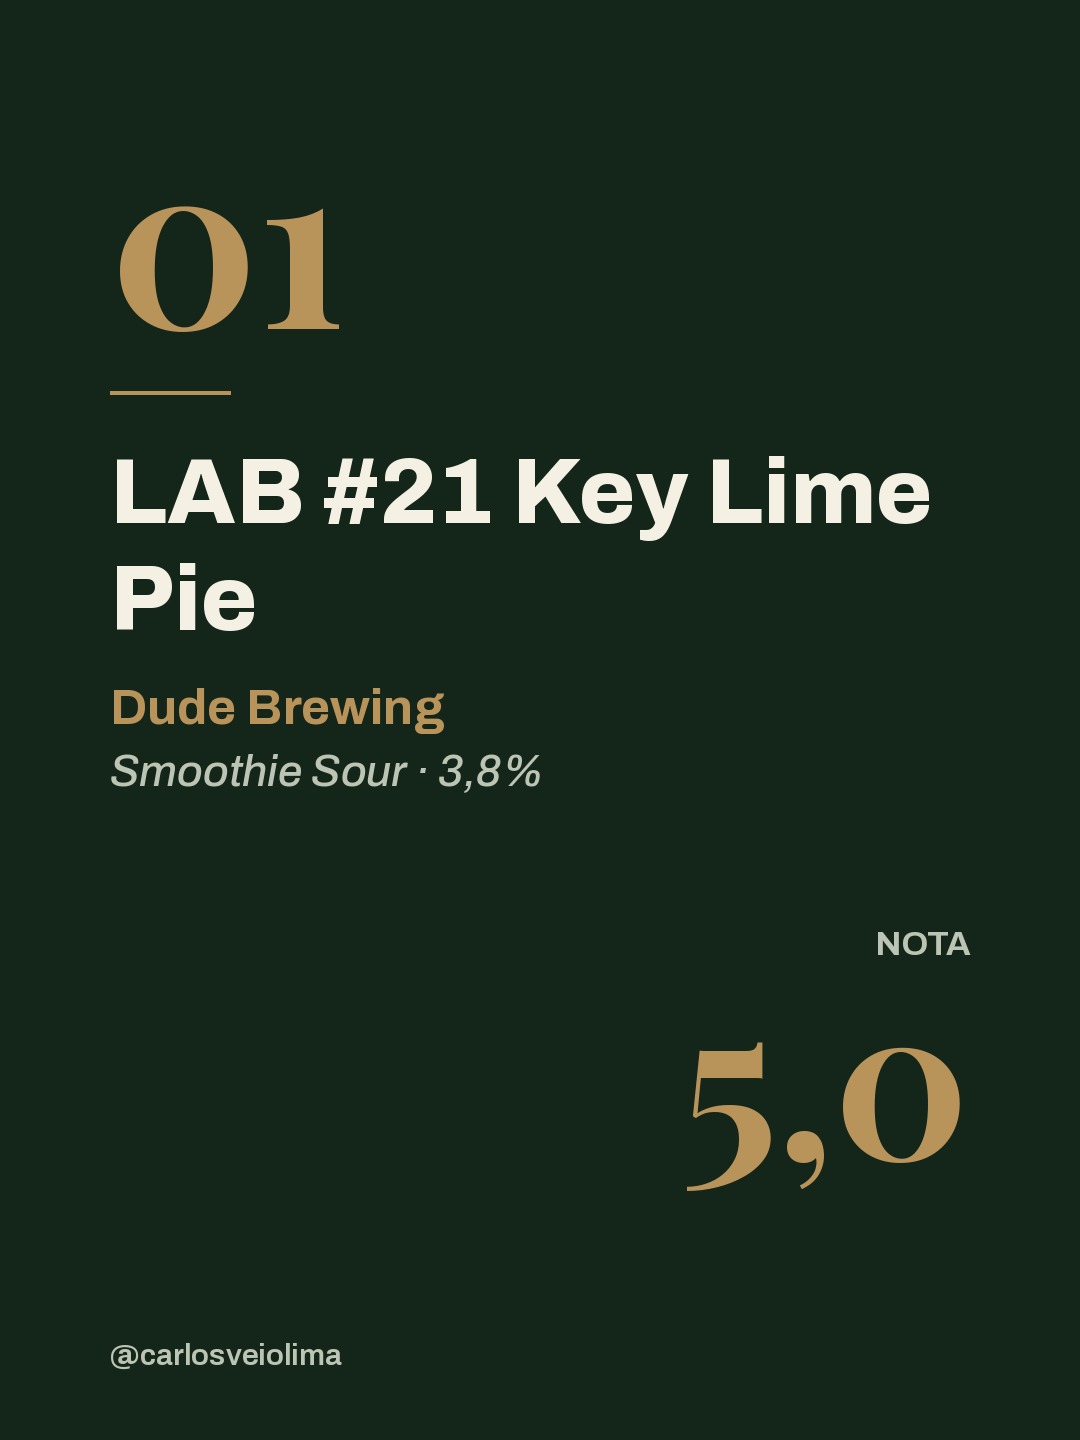 01
LAB #21 Key Lime
Pie
Dude Brewing
Smoothie Sour · 3,8%
NOTA
5,0
@carlosveiolima